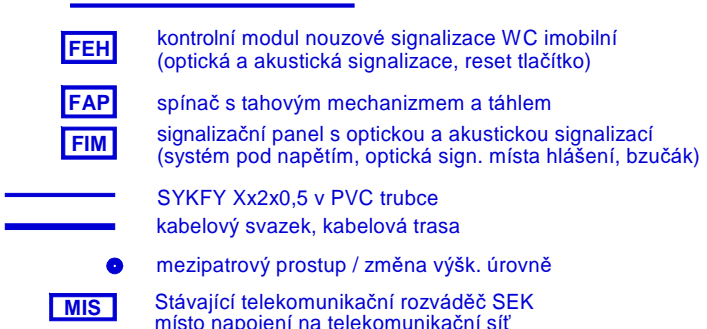 FEH kontrolní modul nouzové signalizace WC imobilní
(optická a akustická signalizace, reset tlačítko)
FAP spínač s tahovým mechanizmem a táhlem
FIM signalizační panel s optickou a akustickou signalizací
(systém pod napětím, optická sign. místa hlášení, bzučák)
SYKFY Xx2x0,5 v PVC trubce
kabelový svazek, kabelová trasa
mezipatrový prostup / změna výšk. úrovně
MIS Stávající telekomunikační rozváděč SEK
místo napojení na telekomunikační síť